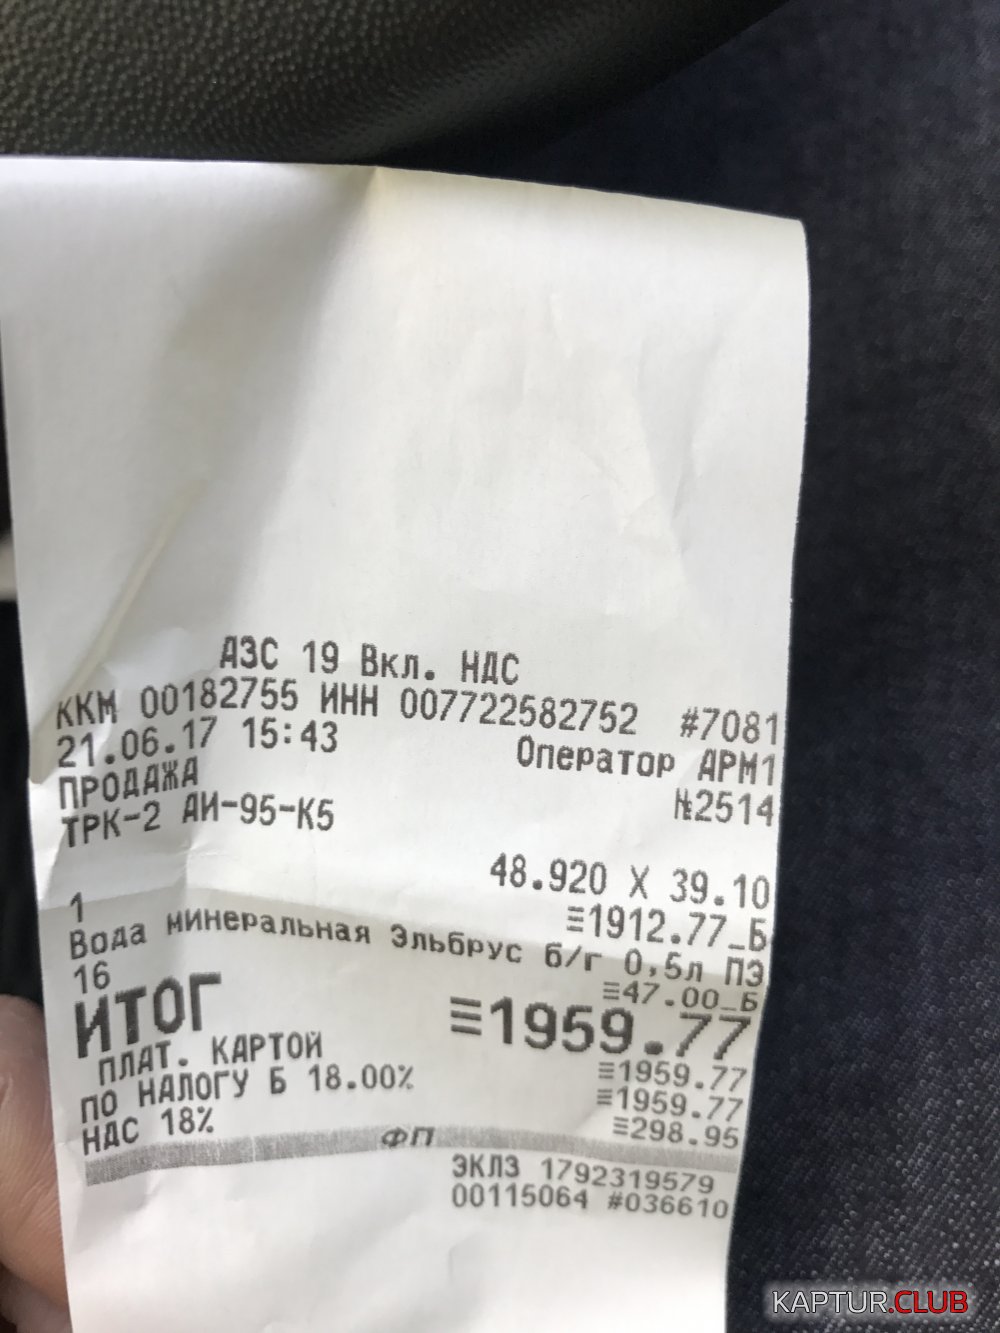 АЗС 19 Вкл. НДС
ККМ 00182755 ИНН 007722582752 #7081
21.06.17 15:43 Оператор АРМ1
ПРОДАЖА №2514
ТРК-2 АИ-95-К5
48.920 X 39.10
1 ≡1912.77_Б
Вода минеральная Эльбрус б/г 0,5л ПЭ
16 ≡47.00_Б
ИТОГ ≡1959.77
ПЛАТ. КАРТОЙ ≡1959.77
ПО НАЛОГУ Б 18.00% ≡1959.77
НДС 18% ≡298.95
ФП
ЭКЛЗ 1792319579
00115064 #036610
KAPTUR.CLUB